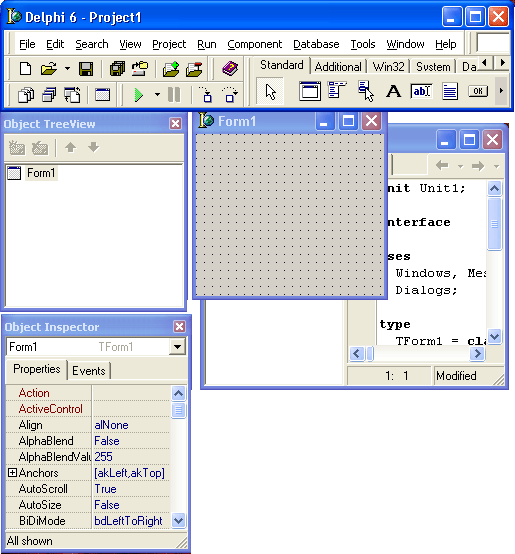 Delphi 6 - Project1
File Edit Search View Project Run Component Database Tools Window Help
Standard Additional Win32 System Da
A ab OK
Object TreeView
Form1
Form1
Unit1;
nterface
ses
Windows, Mes
Dialogs;
type
TForm1 = cla
1: 1 Modified
Object Inspector
Form1 TForm1
Properties Events
Action
ActiveControl
Align alNone
AlphaBlend False
AlphaBlendValu 255
Anchors [akLeft,akTop]
AutoScroll True
AutoSize False
BiDiMode bdLeftToRight
All shown